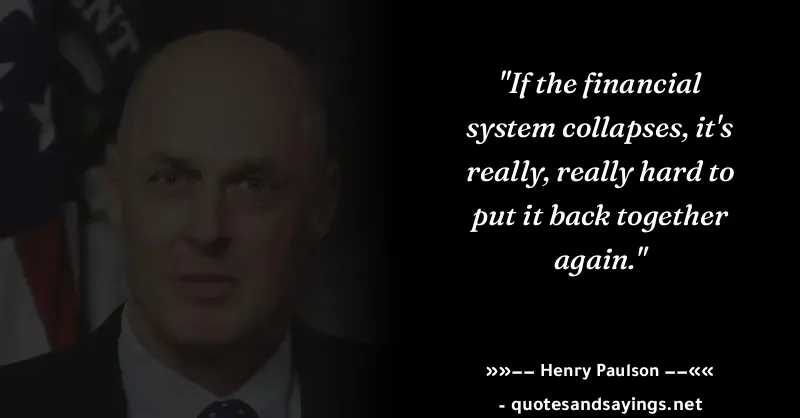 ENT
"If the financial
system collapses, it's
really, really hard to
put it back together
again."
»»–– Henry Paulson ––««
- quotesandsayings.net